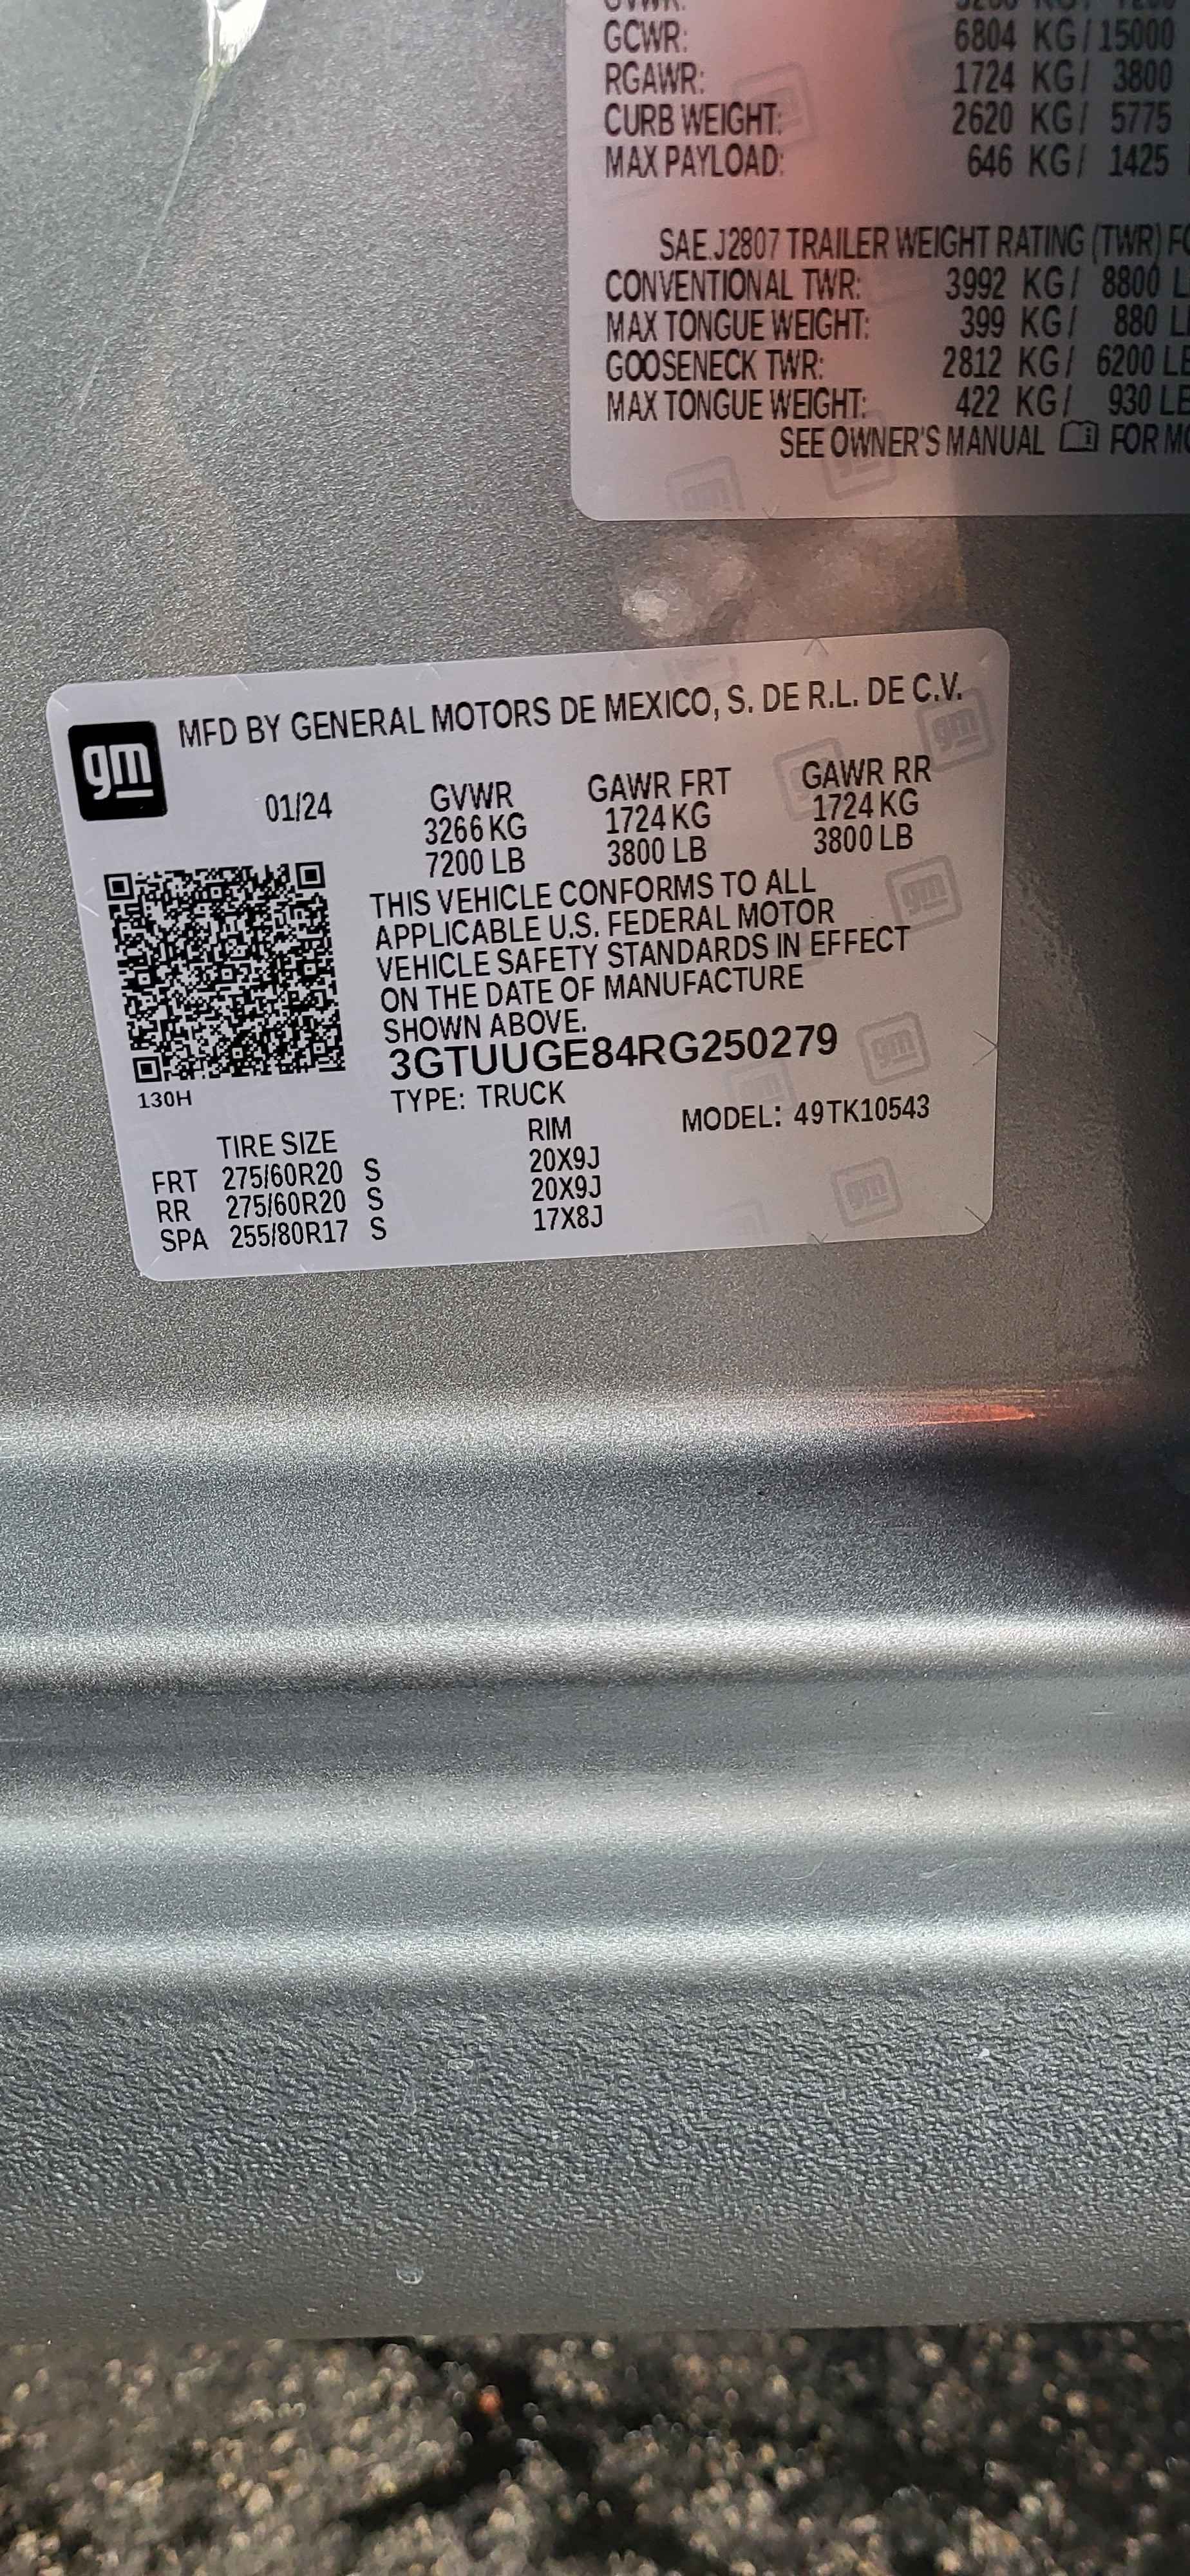 GVWR: 3266 KG/ 7200
GCWR: 6804 KG/15000
RGAWR: 1724 KG/ 3800
CURB WEIGHT: 2620 KG/ 5775
MAX PAYLOAD: 646 KG/ 1425
SAE J2807 TRAILER WEIGHT RATING (TWR)
CONVENTIONAL TWR: 3992 KG/ 8800
MAX TONGUE WEIGHT: 399 KG/ 880
GOOSENECK TWR: 2812 KG/ 6200
MAX TONGUE WEIGHT: 422 KG/ 930
SEE OWNER'S MANUAL FOR
gm
MFD BY GENERAL MOTORS DE MEXICO, S. DE R.L. DE C.V.
01/24 GVWR GAWR FRT GAWR RR
3266 KG 1724 KG 1724 KG
7200 LB 3800 LB 3800 LB
THIS VEHICLE CONFORMS TO ALL
APPLICABLE U.S. FEDERAL MOTOR
VEHICLE SAFETY STANDARDS IN EFFECT
ON THE DATE OF MANUFACTURE
SHOWN ABOVE.
3GTUUGE84RG250279
130H
TYPE: TRUCK MODEL: 49TK10543
TIRE SIZE RIM
FRT 275/60R20 S 20X9J
RR 275/60R20 S 20X9J
SPA 255/80R17 S 17X8J